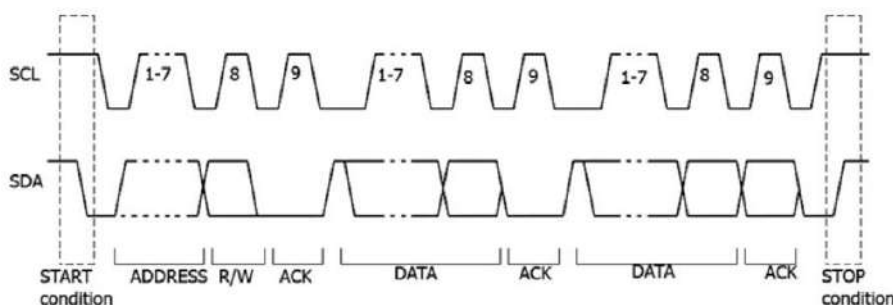 SCL 1-7 8 9 1-7 8 9 1-7 8 9
SDA
START condition ADDRESS R/W ACK DATA ACK DATA ACK STOP condition